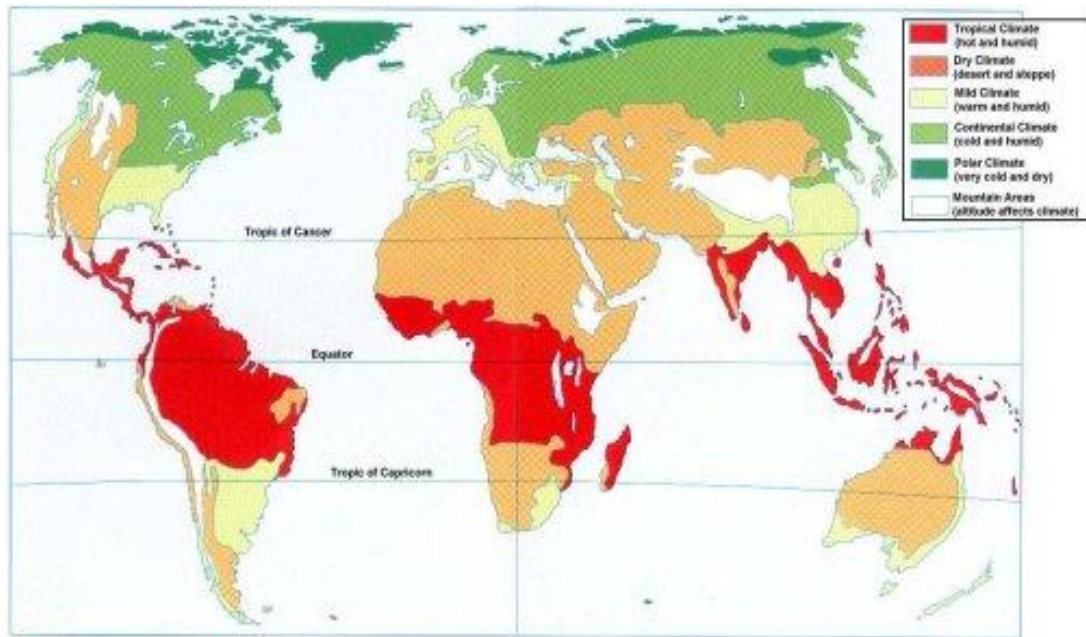 Tropical Climate
(hot and humid)
Dry Climate
(desert and steppe)
Mild Climate
(warm and humid)
Continental Climate
(cold and humid)
Polar Climate
(very cold and dry)
Mountain Areas
(altitude affects climate)
Tropic of Cancer
Equator
Tropic of Capricorn